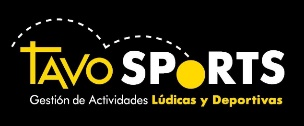 TAVO SPORTS
Gestión de Actividades Lúdicas y Deportivas